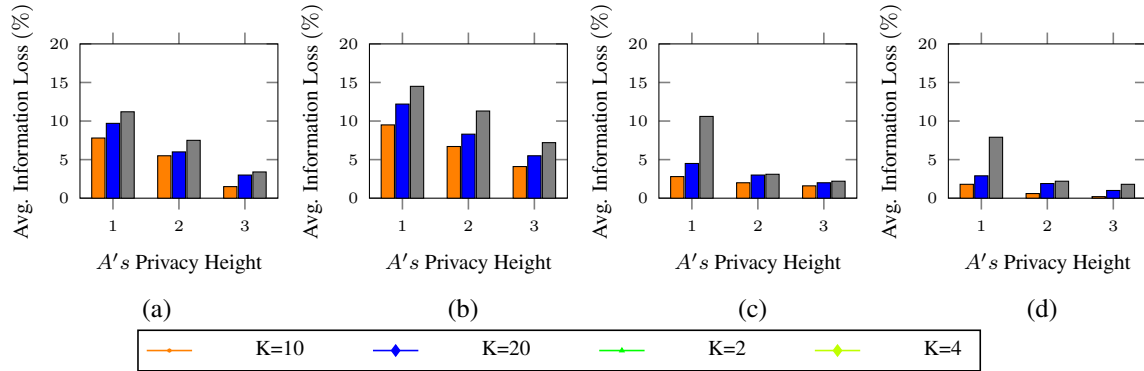 Avg. Information Loss (%)
20
15
10
5
0
1 2 3
A's Privacy Height
(a)
Avg. Information Loss (%)
20
15
10
5
0
1 2 3
A's Privacy Height
(b)
Avg. Information Loss (%)
20
15
10
5
0
1 2 3
A's Privacy Height
(c)
Avg. Information Loss (%)
20
15
10
5
0
1 2 3
A's Privacy Height
(d)
K=10 K=20 K=2 K=4